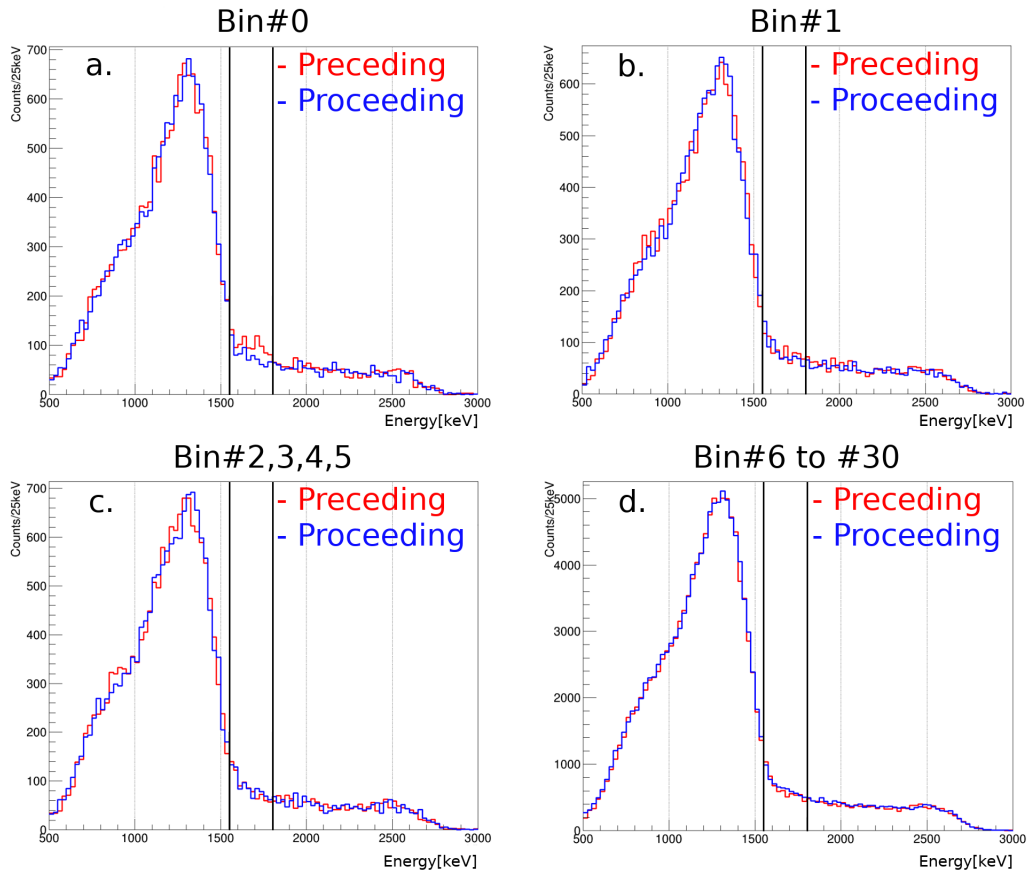 Bin#0
Counts/25keV
a.
- Preceding
- Proceeding
700
600
500
400
300
200
100
0
500 1000 1500 2000 2500 3000
Energy[keV]
Bin#1
Counts/25keV
b.
- Preceding
- Proceeding
600
500
400
300
200
100
0
500 1000 1500 2000 2500 3000
Energy[keV]
Bin#2,3,4,5
Counts/25keV
c.
- Preceding
- Proceeding
700
600
500
400
300
200
100
0
500 1000 1500 2000 2500 3000
Energy[keV]
Bin#6 to #30
Counts/25keV
d.
- Preceding
- Proceeding
5000
4000
3000
2000
1000
0
500 1000 1500 2000 2500 3000
Energy[keV]